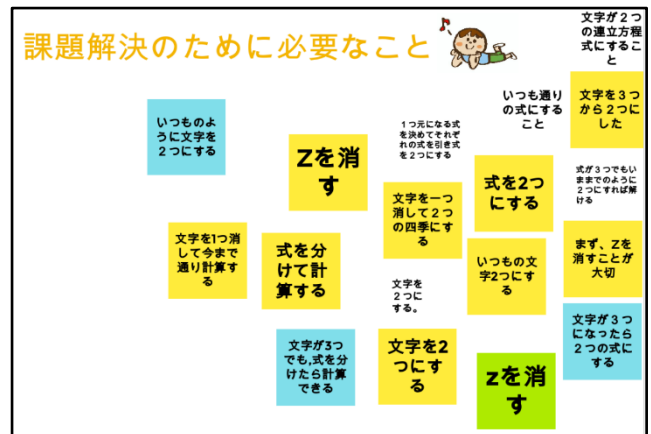 課題解決のために必要なこと
文字が２つ
の連立方程
式にするこ
と
いつも通り
の式にする
こと
文字を３つ
から２つに
した
いつものよ
うに文字を
２つにする
Zを消
す
１つ元になる式
を決めてそれぞ
れの式を引き式
を２つにする
式を2つ
にする
式が３つでもい
ままでのように
２つにすれば解
ける
文字を一つ
消して２つ
の四季にす
る
文字を1つ消
して今まで
通り計算す
る
式を分
けて計
算する
いつもの文
字2つにす
る
まず、Zを
消すことが
大切
文字を
２つに
する。
文字が3つ
でも,式を分
けたら計算
できる
文字を2
つにす
る
zを消
す
文字が３つ
になったら
２つの式に
する